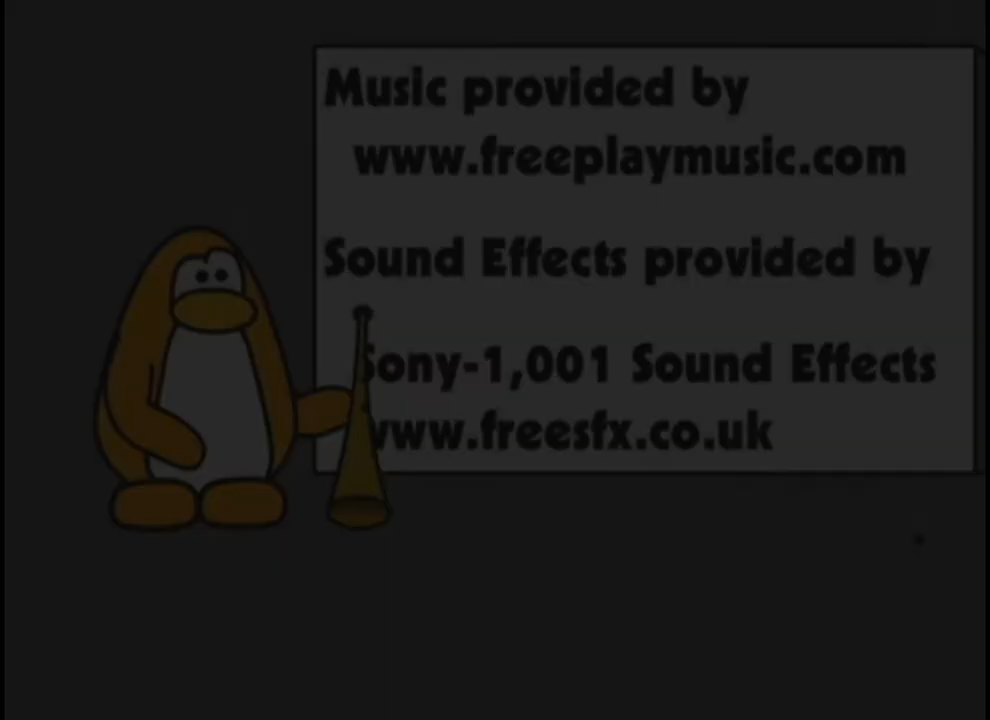 Music provided by
www.freeplaymusic.com
Sound Effects provided by
Sony-1,001 Sound Effects
www.freesfx.co.uk